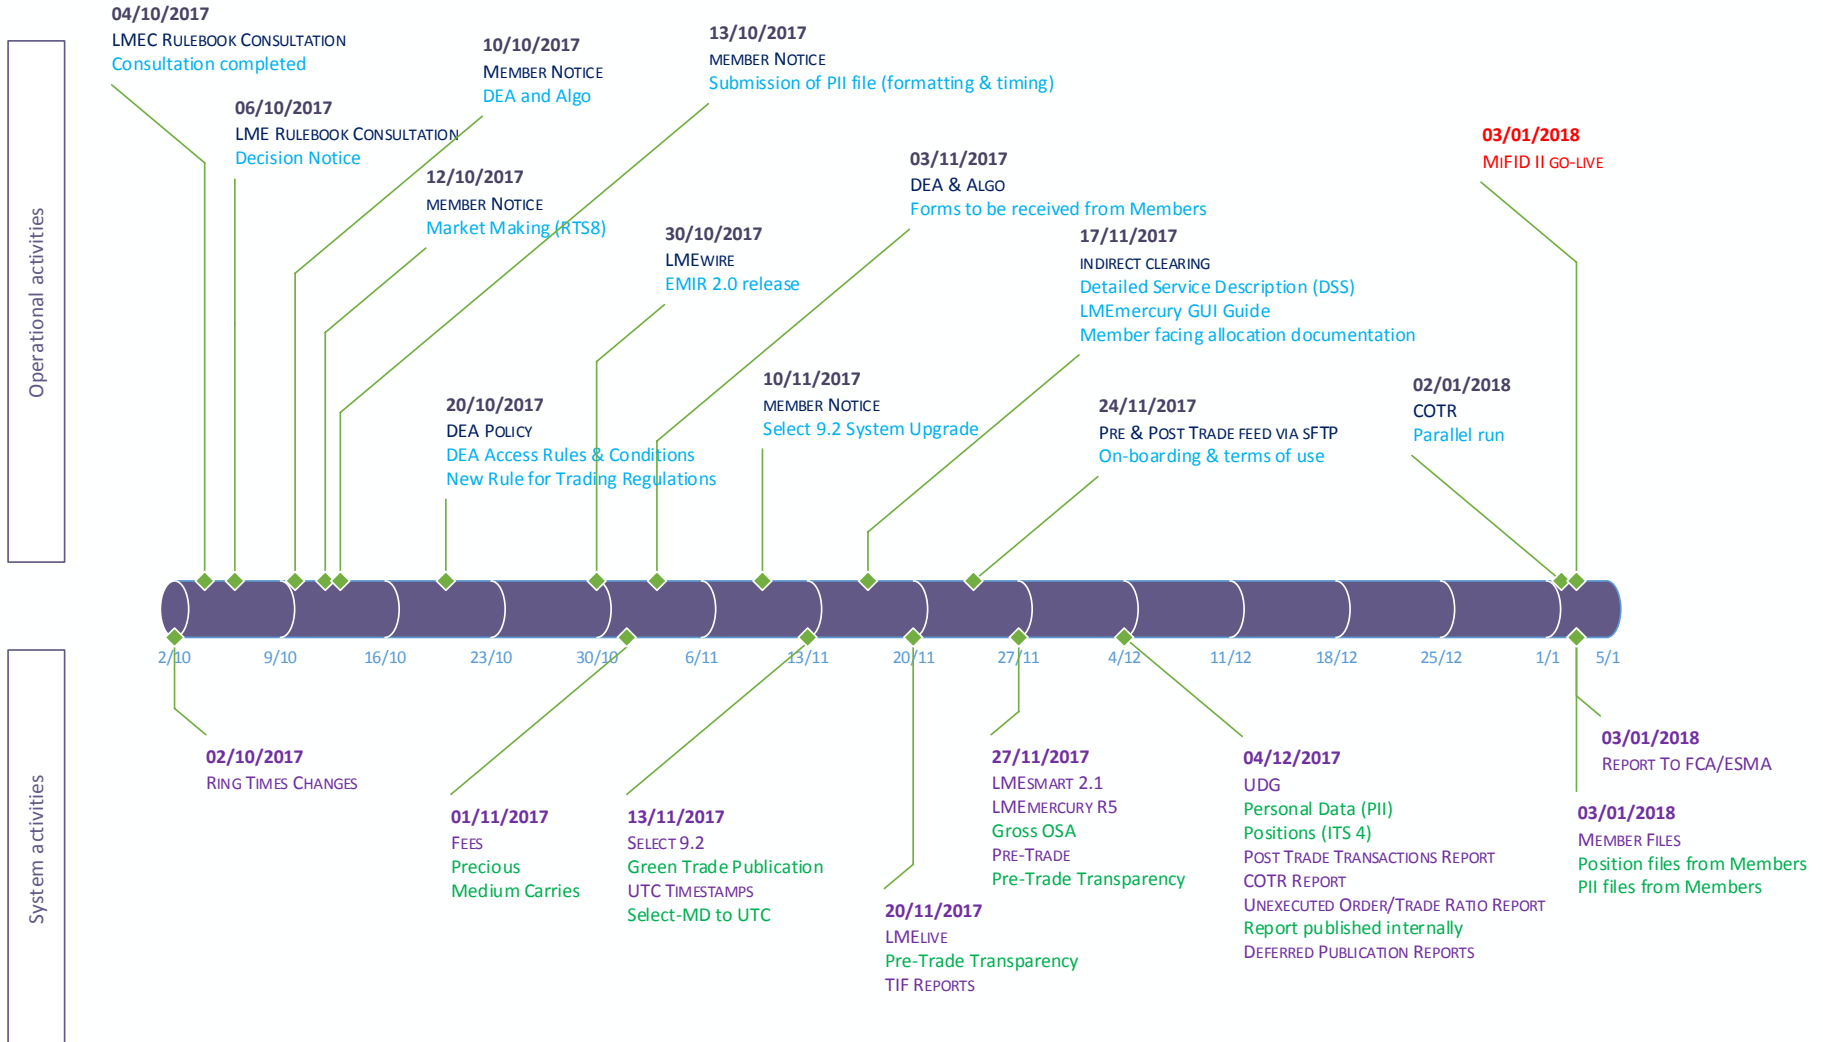 Operational activities
04/10/2017
LMEC RULEBOOK CONSULTATION
Consultation completed
06/10/2017
LME RULEBOOK CONSULTATION
Decision Notice
10/10/2017
MEMBER NOTICE
DEA and Algo
12/10/2017
MEMBER NOTICE
Market Making (RTS8)
13/10/2017
MEMBER NOTICE
Submission of PII file (formatting & timing)
20/10/2017
DEA POLICY
DEA Access Rules & Conditions
New Rule for Trading Regulations
30/10/2017
LMEWIRE
EMIR 2.0 release
03/11/2017
DEA & ALGO
Forms to be received from Members
10/11/2017
MEMBER NOTICE
Select 9.2 System Upgrade
17/11/2017
INDIRECT CLEARING
Detailed Service Description (DSS)
LMEmercury GUI Guide
Member facing allocation documentation
24/11/2017
PRE & POST TRADE FEED VIA SFTP
On-boarding & terms of use
02/01/2018
COTR
Parallel run
03/01/2018
MIFID II GO-LIVE
2/10
9/10
16/10
23/10
30/10
6/11
13/11
20/11
27/11
4/12
11/12
18/12
25/12
1/1
5/1
System activities
02/10/2017
RING TIMES CHANGES
01/11/2017
FEES
Precious
Medium Carries
13/11/2017
SELECT 9.2
Green Trade Publication
UTC TIMESTAMPS
Select-MD to UTC
20/11/2017
LMELIVE
Pre-Trade Transparency
TIF REPORTS
27/11/2017
LMESMART 2.1
LMEMERCURY R5
Gross OSA
PRE-TRADE
Pre-Trade Transparency
04/12/2017
UDG
Personal Data (PII)
Positions (ITS 4)
POST TRADE TRANSACTIONS REPORT
COTR REPORT
UNEXECUTED ORDER/TRADE RATIO REPORT
Report published internally
DEFERRED PUBLICATION REPORTS
03/01/2018
REPORT TO FCA/ESMA
03/01/2018
MEMBER FILES
Position files from Members
PII files from Members